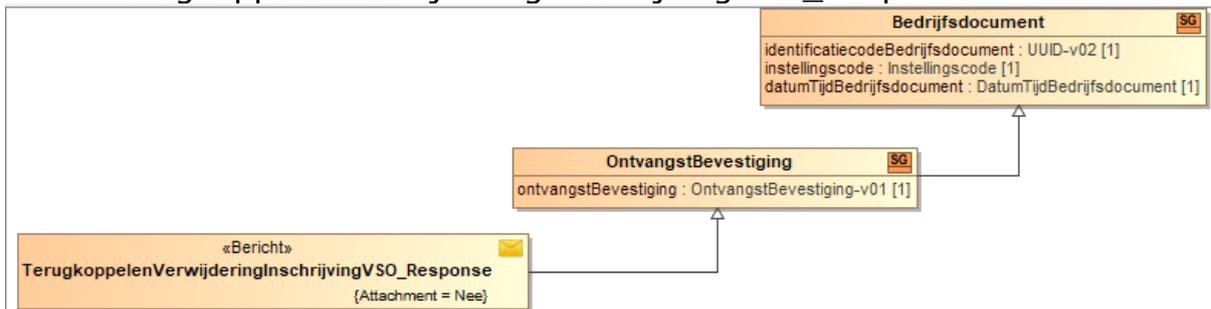 Bedrijfsdocument
SG
identificatiecodeBedrijfsdocument : UUID-v02 [1]
instellingscode : Instellingscode [1]
datumTijdBedrijfsdocument : DatumTijdBedrijfsdocument [1]
OntvangstBevestiging
SG
ontvangstBevestiging : OntvangstBevestiging-v01 [1]
«Bericht»
TerugkoppelenVerwijderingInschrijvingVSO_Response
{Attachment = Nee}